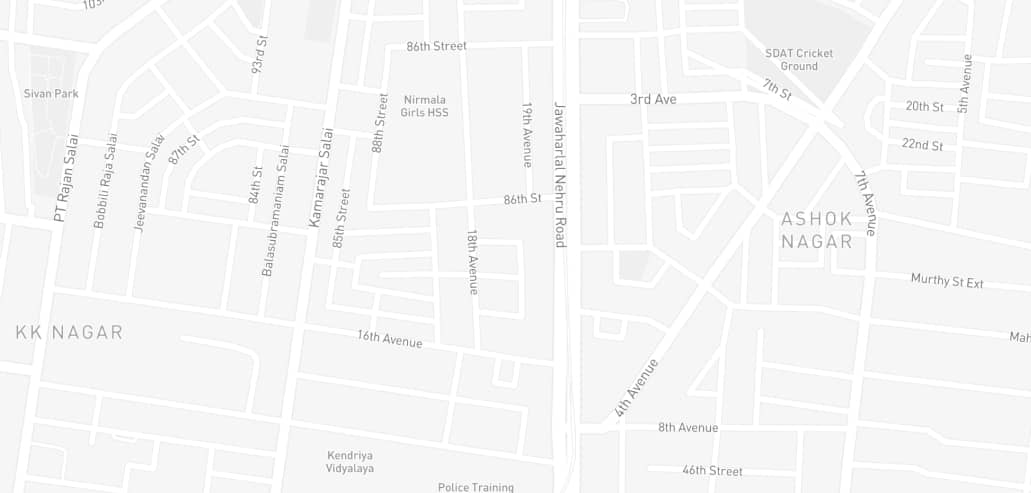 103
86th Street
93rd St
SDAT Cricket
Ground
5th Avenue
7th St
Sivan Park
Nirmala
Girls HSS
3rd Ave
20th St
88th Street
19th Avenue
Jawaharlal Nehru Road
22nd St
PT Rajan Salai
Bobbili Raja Salai
Jeevanandan Salai
87th St
Kamarajar Salai
84th St
Balasubramaniam Salai
85th Street
86th St
7th Avenue
ASHOK
NAGAR
18th Avenue
Murthy St Ext
KK NAGAR
16th Avenue
Mah
4th Avenue
8th Avenue
Kendriya
Vidyalaya
46th Street
Police Training